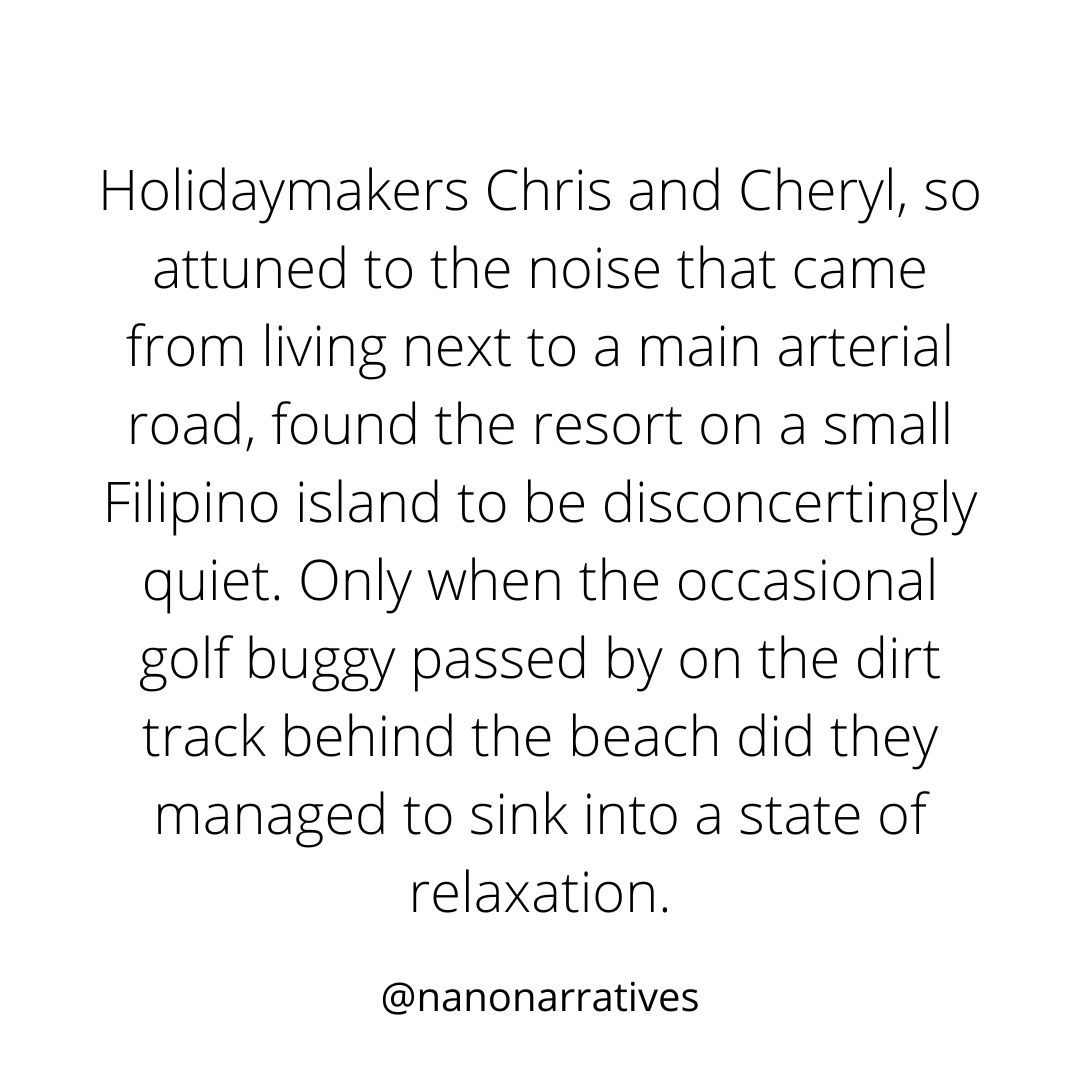 Holidaymakers Chris and Cheryl, so
attuned to the noise that came
from living next to a main arterial
road, found the resort on a small
Filipino island to be disconcertingly
quiet. Only when the occasional
golf buggy passed by on the dirt
track behind the beach did they
managed to sink into a state of
relaxation.
@nanonarratives